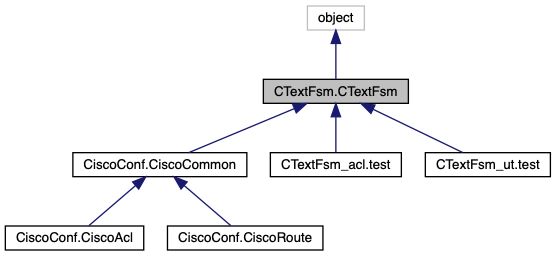 object
CTextFsm.CTextFsm
CiscoConf.CiscoCommon
CTextFsm_acl.test
CTextFsm_ut.test
CiscoConf.CiscoAcl
CiscoConf.CiscoRoute